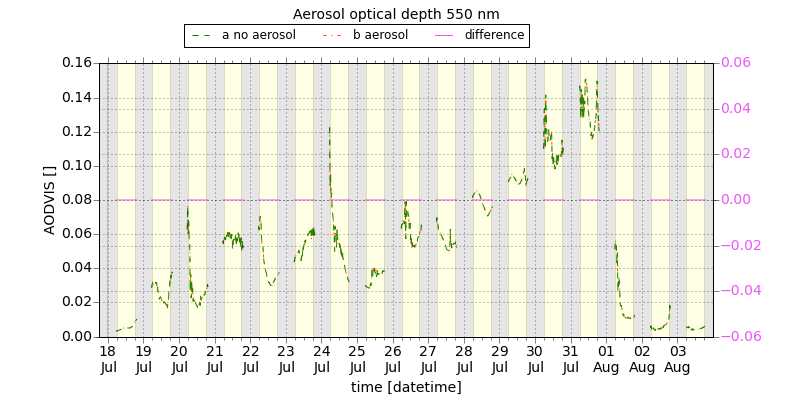 Aerosol optical depth 550 nm
a no aerosol b aerosol difference
0.16 0.06
0.14 0.04
0.12 0.02
0.10 0.00
0.08 −0.02
0.06 −0.04
0.04 −0.06
0.02
0.00
AODVIS []
18 19 20 21 22 23 24 25 26 27 28 29 30 31 01 02 03
Jul Jul Jul Jul Jul Jul Jul Jul Jul Jul Jul Jul Jul Jul Aug Aug Aug
time [datetime]